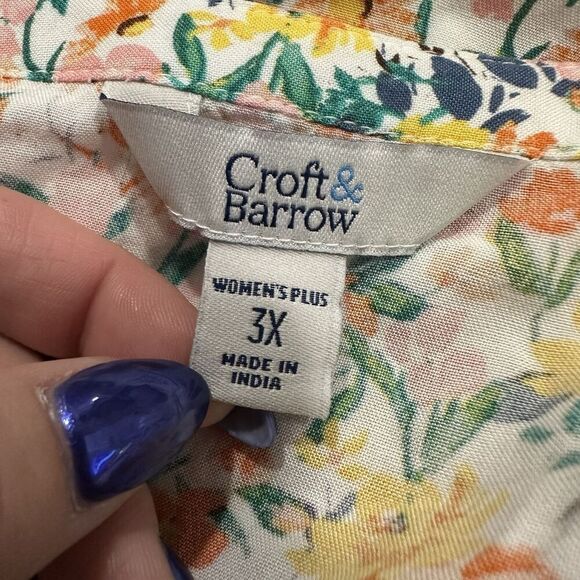 Croft&
Barrow
WOMEN'S PLUS
3X
MADE IN
INDIA